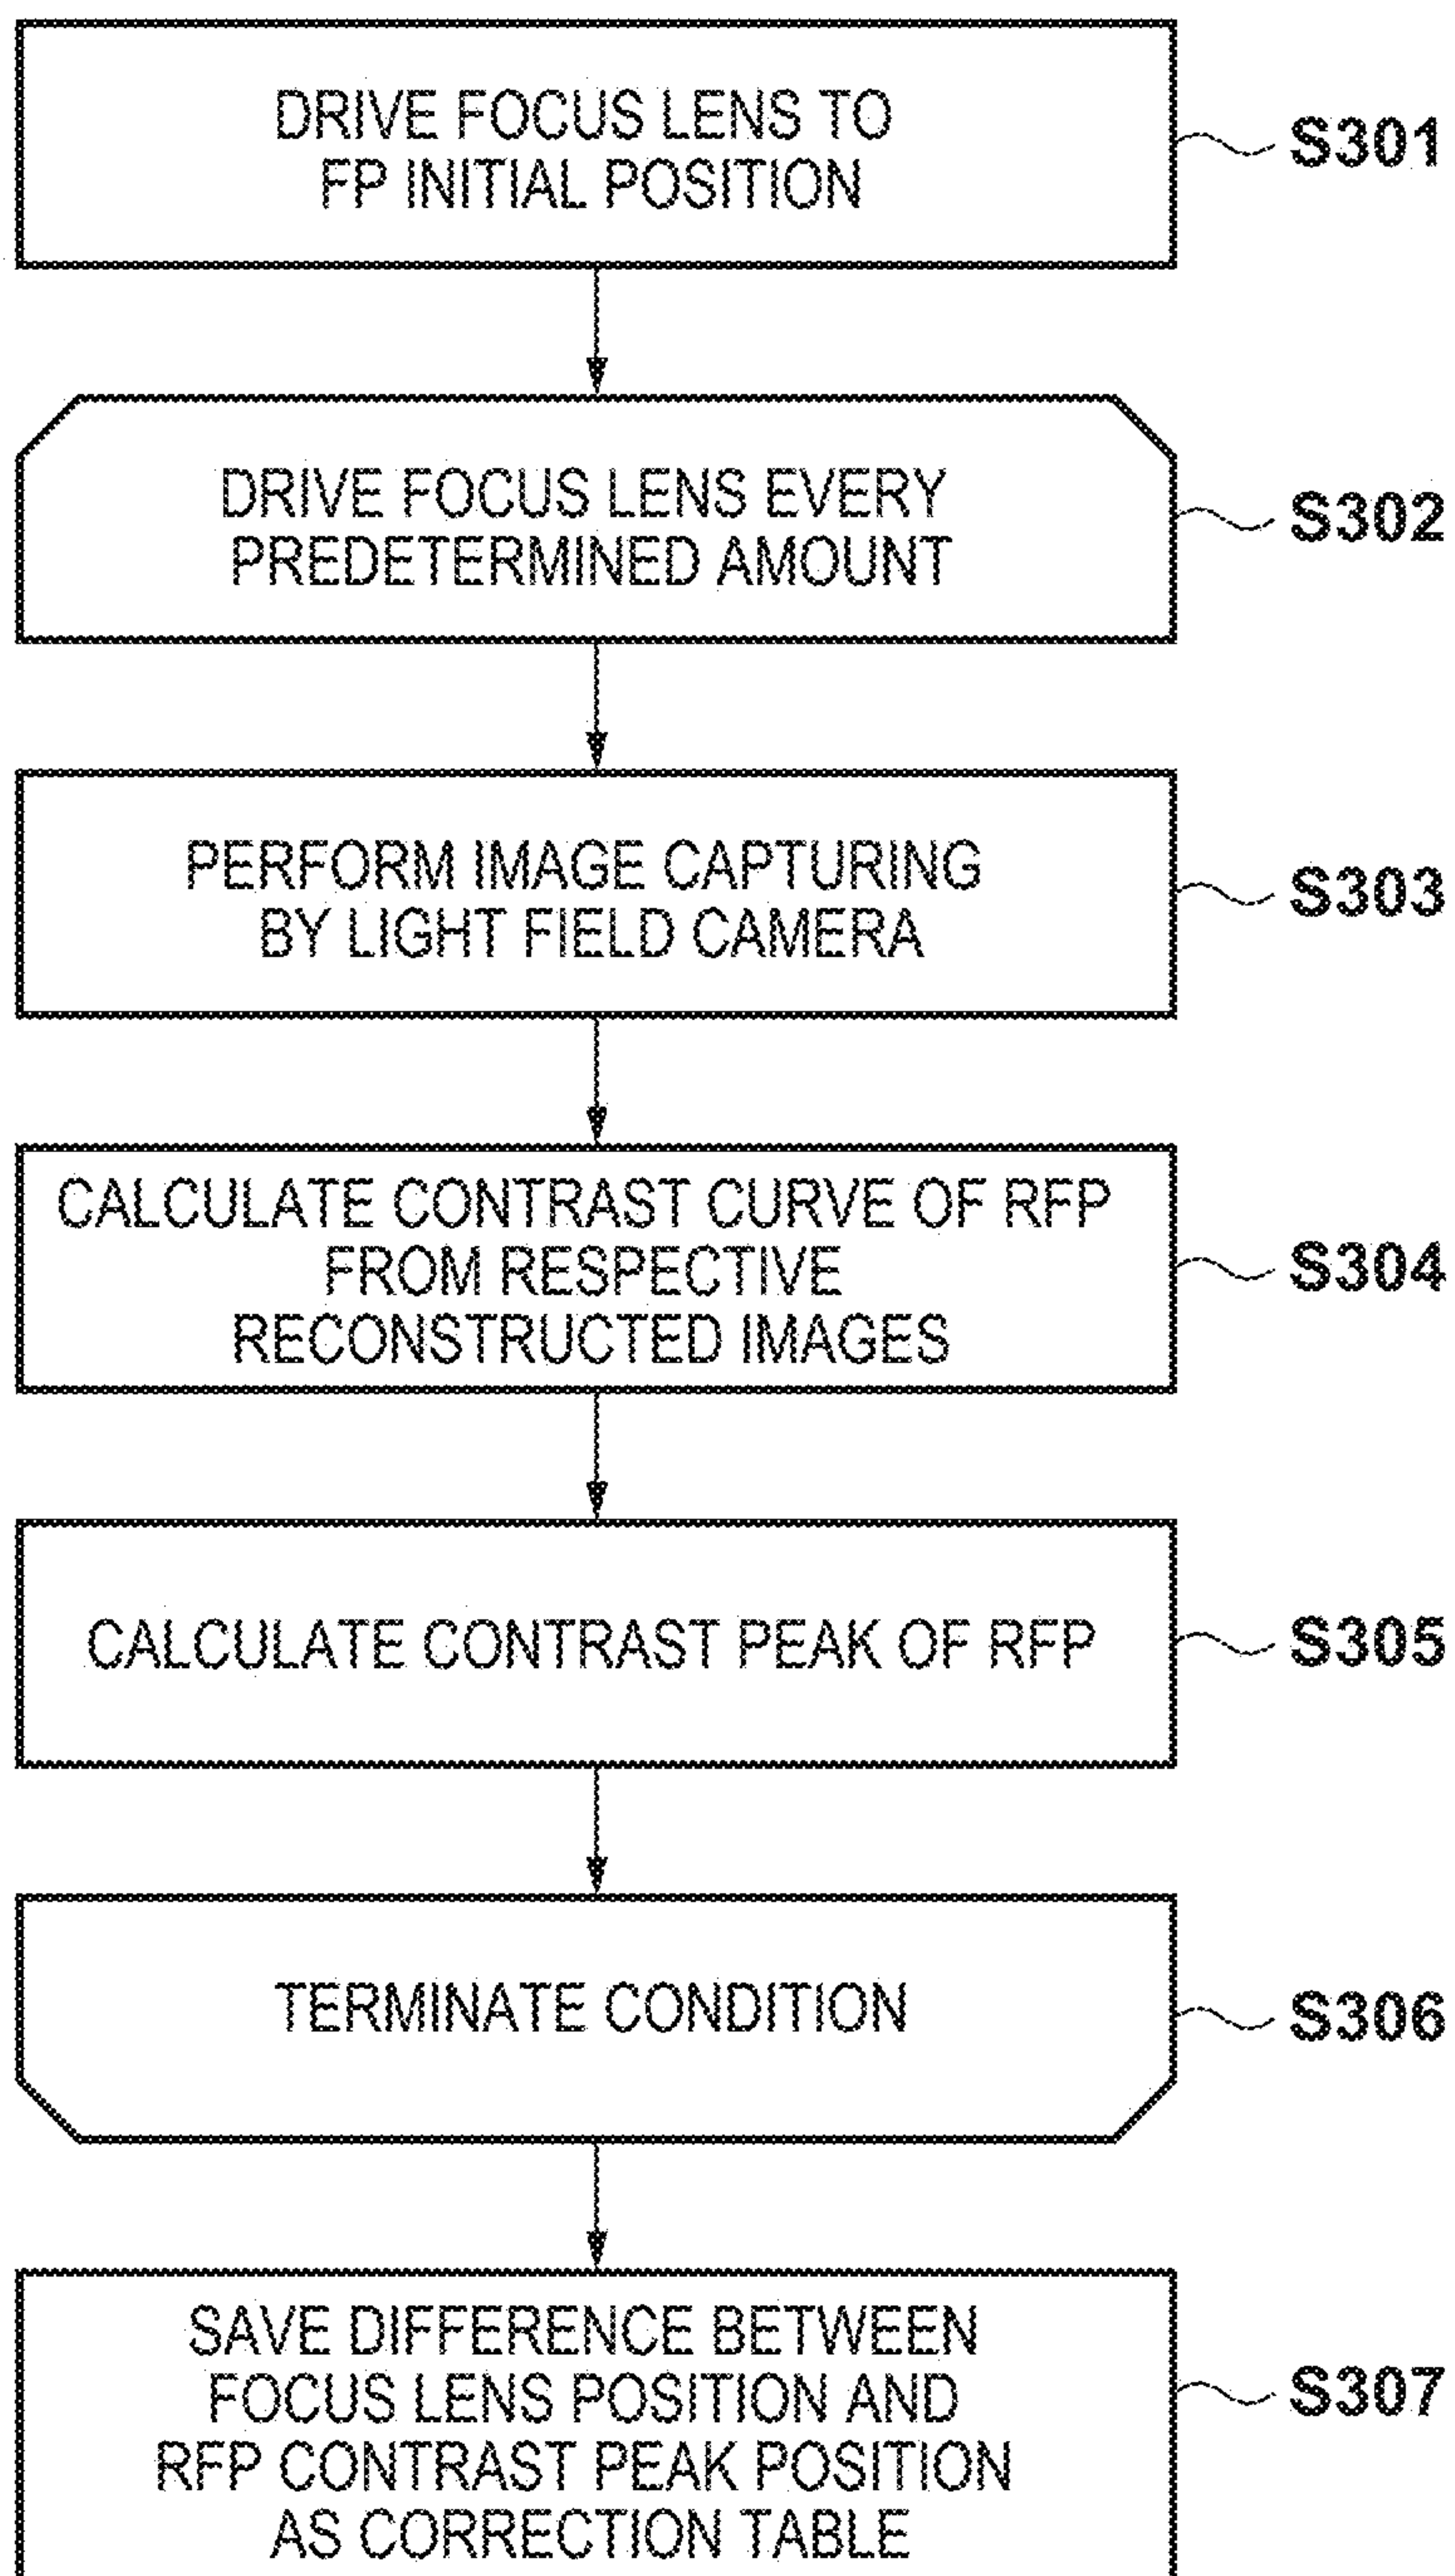 DRIVE FOCUS LENS TO
FP INITIAL POSITION
S301
DRIVE FOCUS LENS EVERY
PREDETERMINED AMOUNT
S302
PERFORM IMAGE CAPTURING
BY LIGHT FIELD CAMERA
S303
CALCULATE CONTRAST CURVE OF RFP
FROM RESPECTIVE
RECONSTRUCTED IMAGES
S304
CALCULATE CONTRAST PEAK OF RFP
S305
TERMINATE CONDITION
S306
SAVE DIFFERENCE BETWEEN
FOCUS LENS POSITION AND
RFP CONTRAST PEAK POSITION
AS CORRECTION TABLE
S307